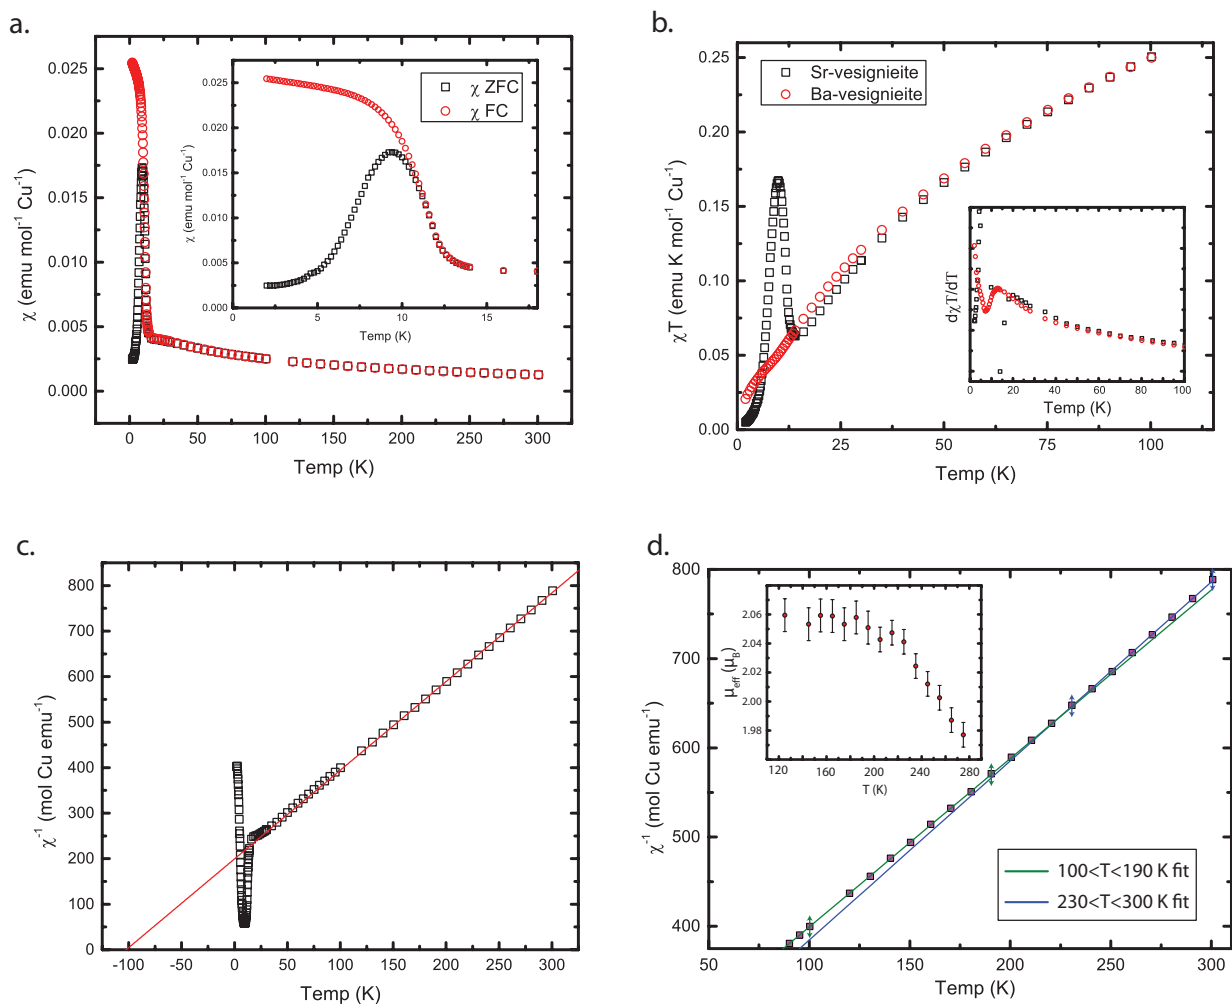 a.
0.025
0.020
0.015
0.010
0.005
0.000
χ (emu mol⁻¹ Cu⁻¹)
0 50 100 150 200 250 300
Temp (K)
0.025
0.020
0.015
0.010
0.005
0.000
χ (emu mol⁻¹ Cu⁻¹)
0 5 10 15
Temp (K)
χ ZFC
χ FC
b.
0.25
0.20
0.15
0.10
0.05
0.00
χT (emu K mol⁻¹ Cu⁻¹)
0 25 50 75 100
Temp (K)
Sr-vesignieite
Ba-vesignieite
dχT/dT
0 20 40 60 80 100
Temp (K)
c.
800
700
600
500
400
300
200
100
0
χ⁻¹ (mol Cu emu⁻¹)
-100 -50 0 50 100 150 200 250 300
Temp (K)
d.
800
700
600
500
400
χ⁻¹ (mol Cu emu⁻¹)
50 100 150 200 250 300
Temp (K)
2.06
2.04
2.02
2.00
1.98
μeff (μB)
120 160 200 240 280
T (K)
100<T<190 K fit
230<T<300 K fit